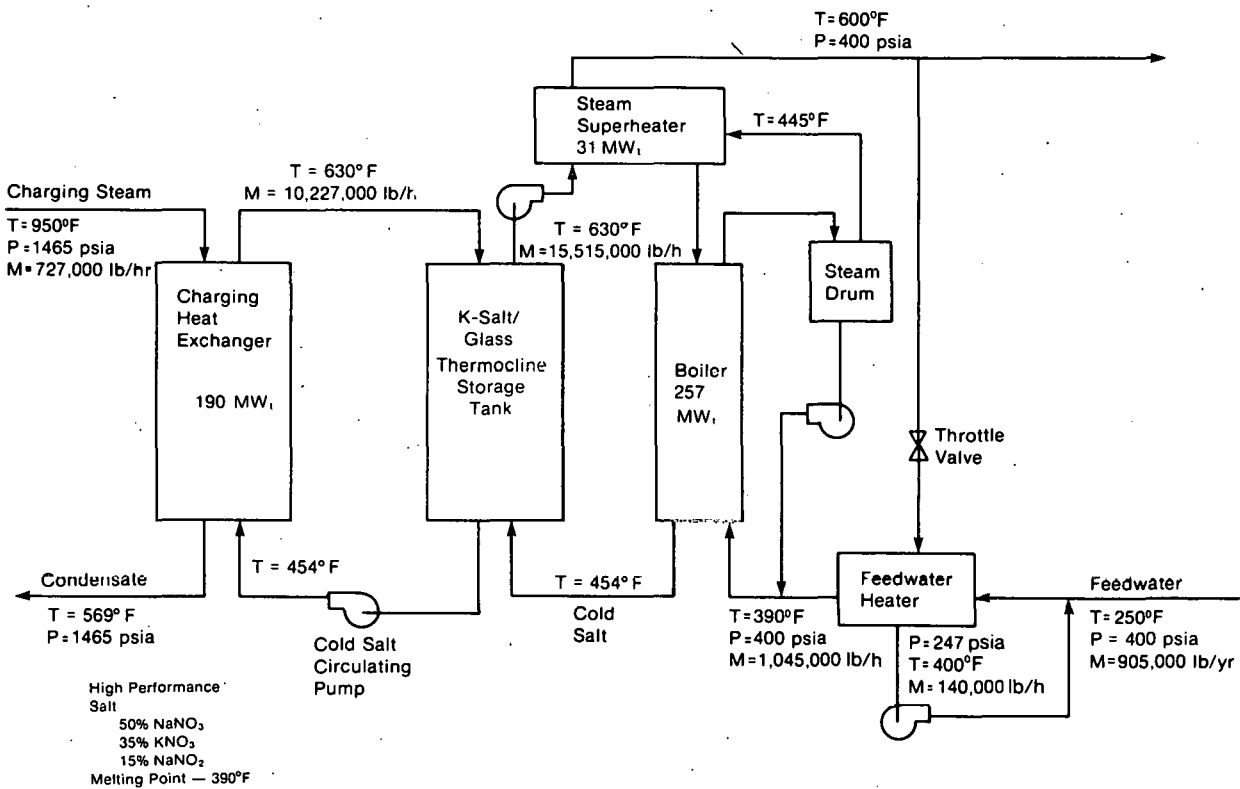 T=600°F
P=400 psia
Steam
Superheater
31 MWt
T=445°F
T = 630°F
M = 10,227,000 lb/h
Charging Steam
T=950°F
P=1465 psia
M=727,000 lb/hr
T = 630°F
M=15,515,000 lb/h
Charging
Heat
Exchanger
190 MWt
K-Salt/
Glass
Thermocline
Storage
Tank
Boiler
257
MWt
Steam
Drum
Throttle
Valve
Condensate
T = 569°F
P=1465 psia
T = 454°F
Cold Salt
Circulating
Pump
T = 454°F
Cold
Salt
T=390°F
P=400 psia
M=1,045,000 lb/h
Feedwater
Heater
P=247 psia
T=400°F
M=140,000 lb/h
Feedwater
T=250°F
P = 400 psia
M=905,000 lb/yr
High Performance
Salt
50% NaNO₃
35% KNO₃
15% NaNO₂
Melting Point — 390°F